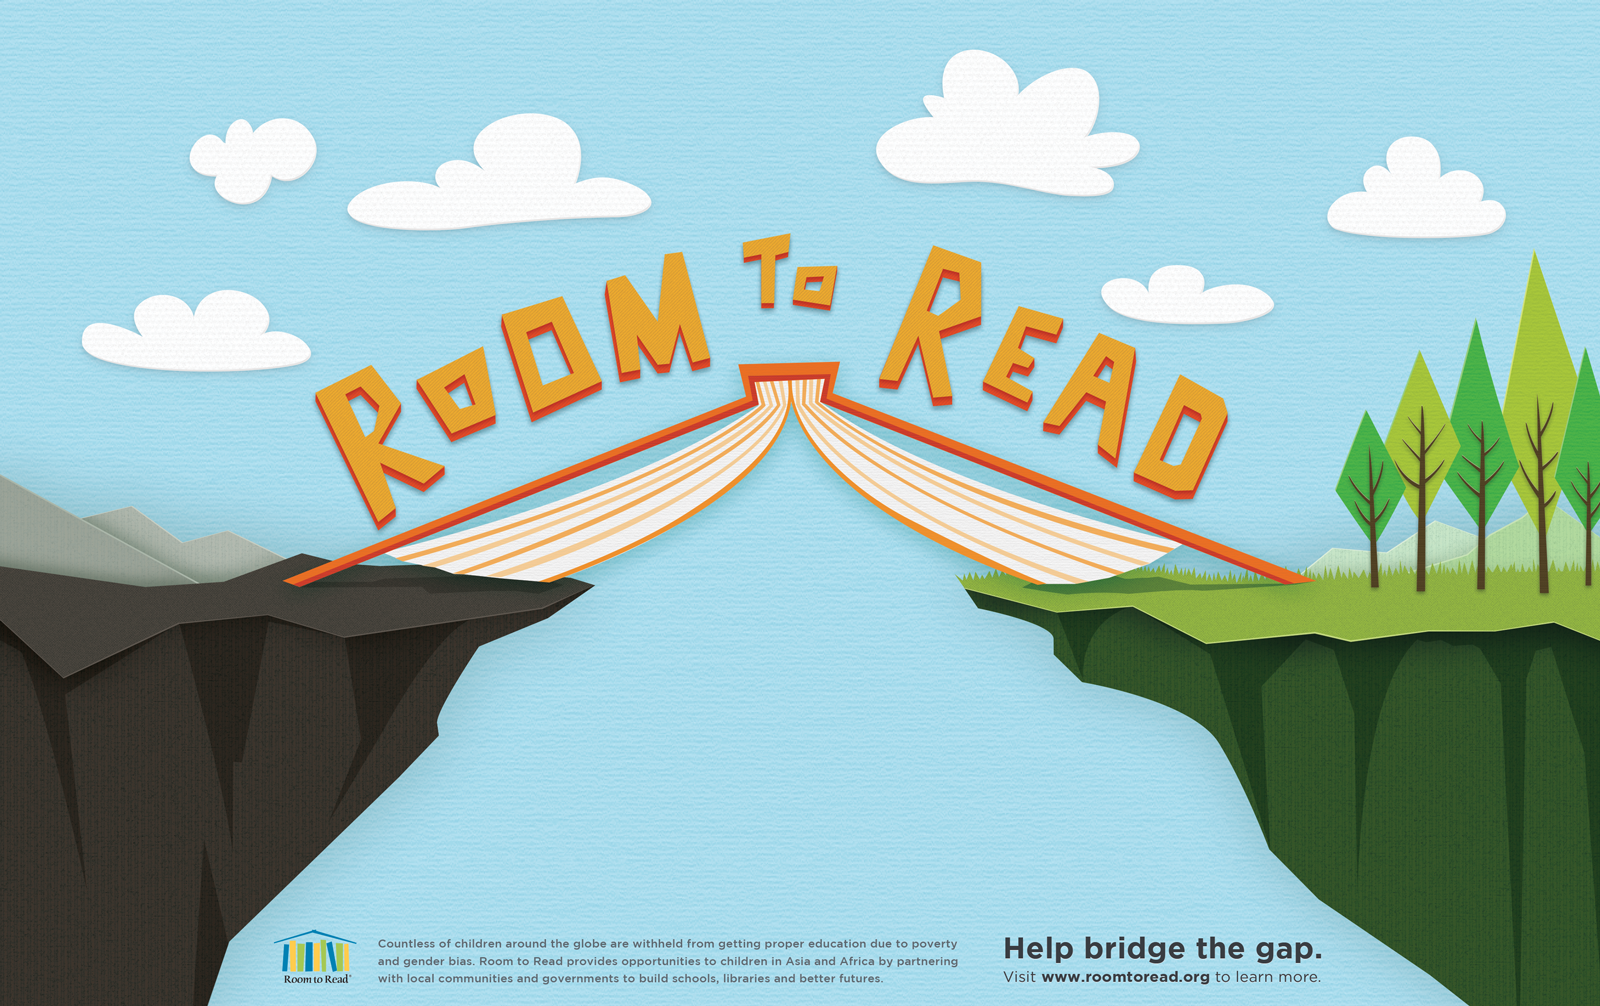 Room To Read
Countless of children around the globe are withheld from getting proper education due to poverty
and gender bias. Room to Read provides opportunities to children in Asia and Africa by partnering
with local communities and governments to build schools, libraries and better futures.
Room to Read®
Help bridge the gap.
Visit www.roomtoread.org to learn more.